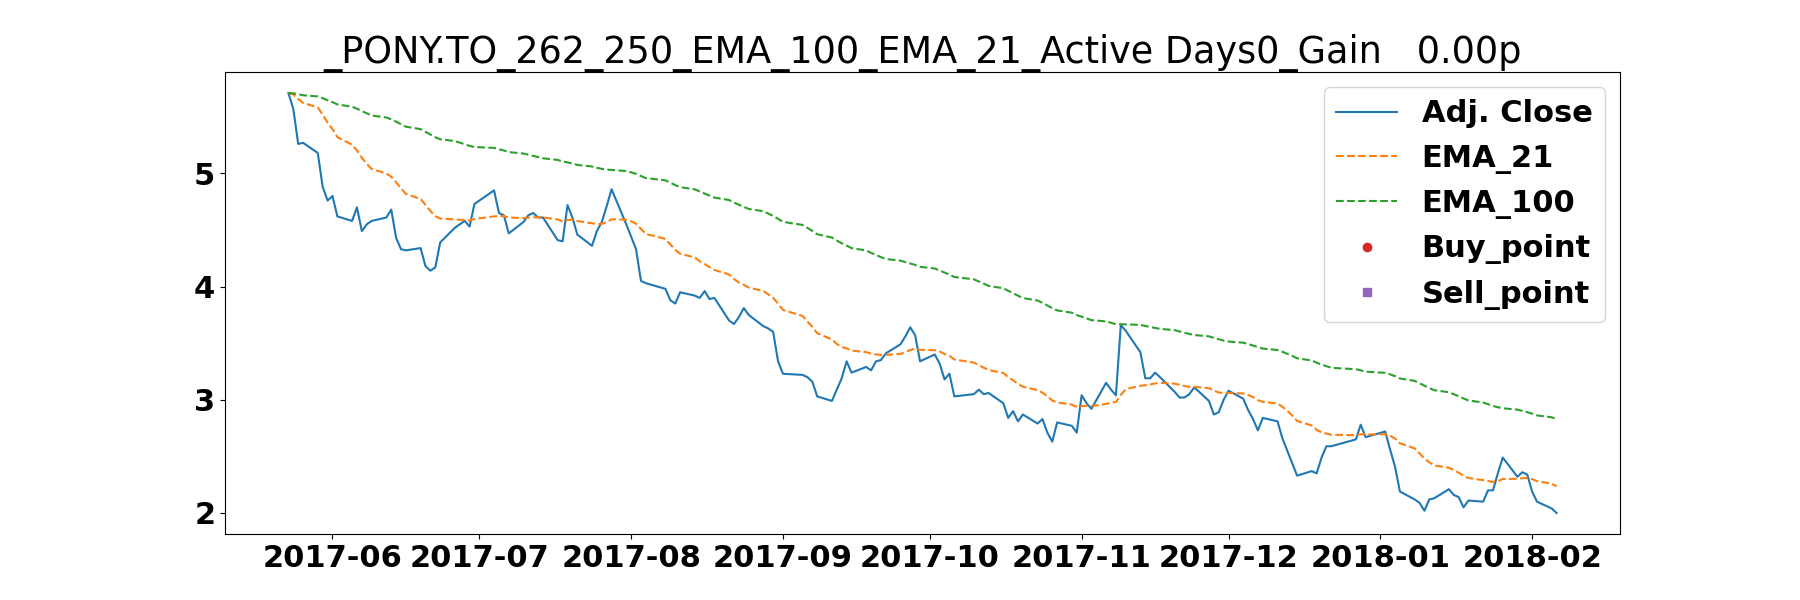 _PONY.TO_262_250_EMA_100_EMA_21_Active Days0_Gain   0.00p
Adj. Close
EMA_21
EMA_100
Buy_point
Sell_point
5
4
3
2
2017-06 2017-07 2017-08 2017-09 2017-10 2017-11 2017-12 2018-01 2018-02